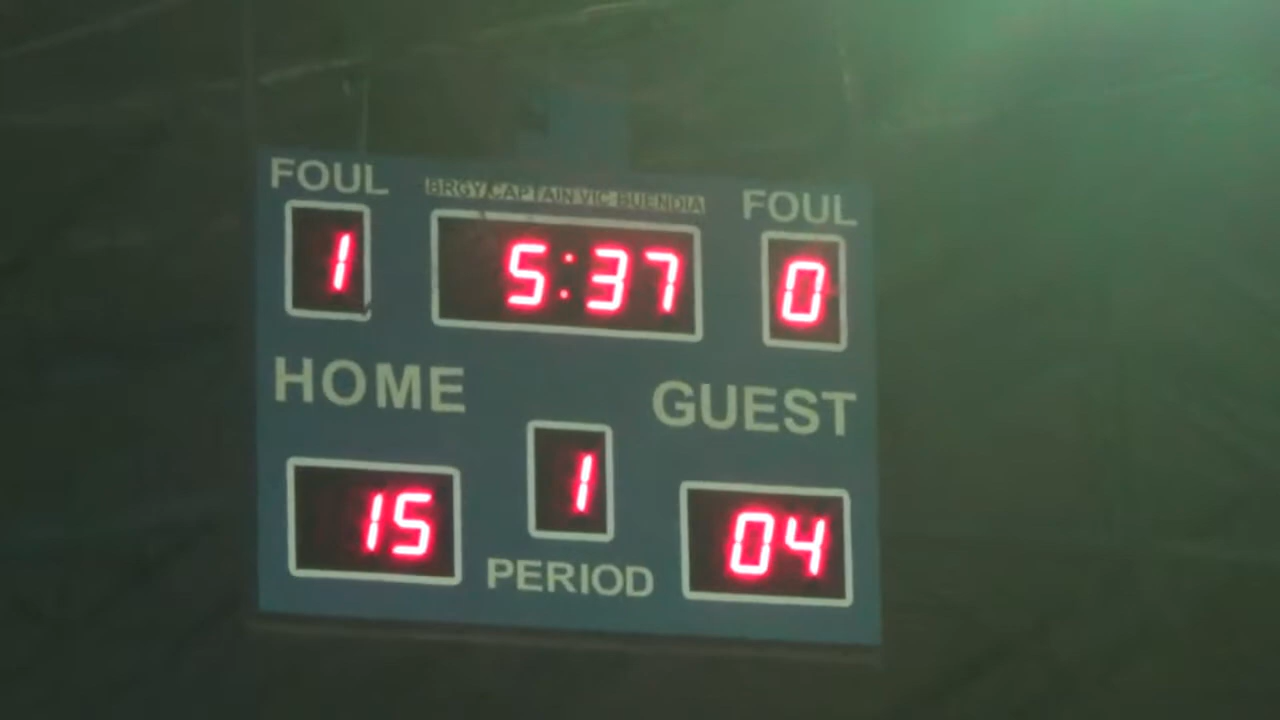 FOUL
BRGY.CAPTAIN VIC BUENDIA
FOUL
1
5:37
0
HOME
GUEST
15
1
04
PERIOD